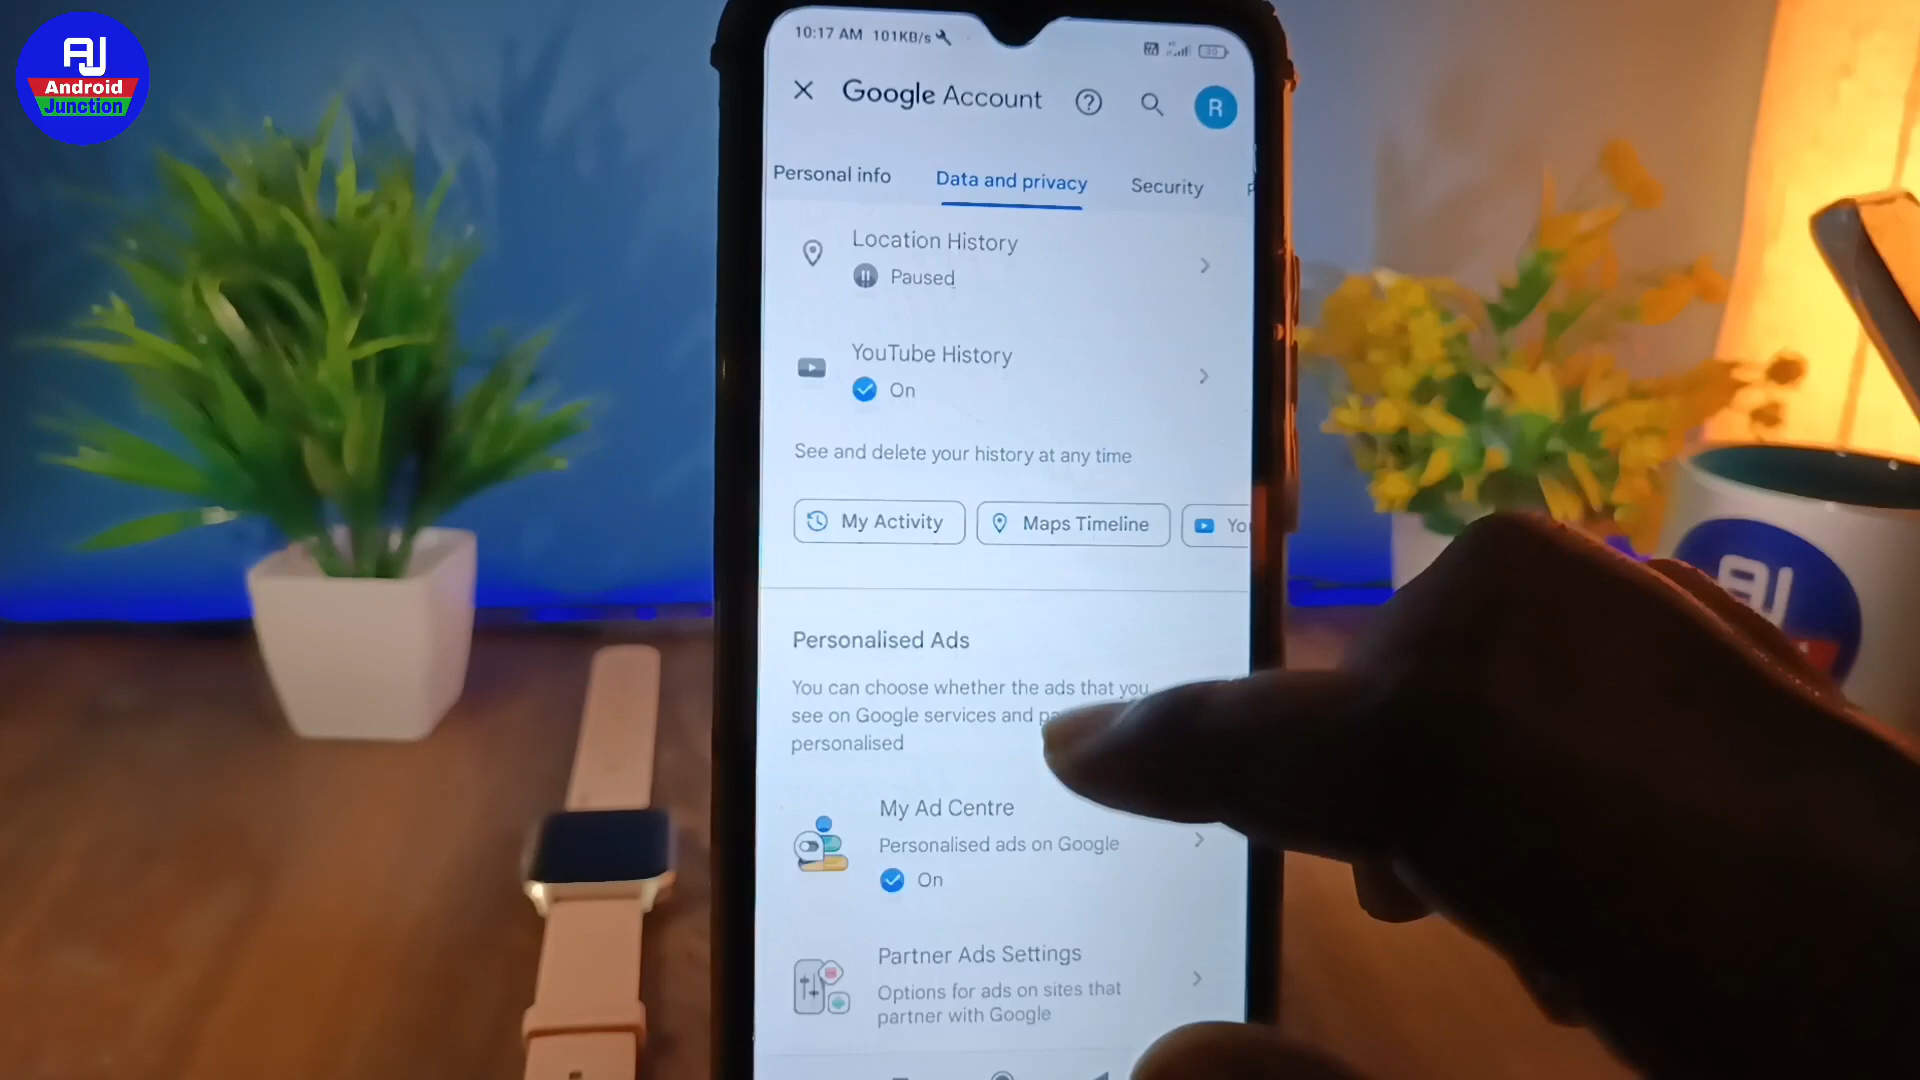 AJ
Android
Junction
10:17 AM 101KB/s
30
Google Account
R
Personal info
Data and privacy
Security
Location History
Paused
YouTube History
On
See and delete your history at any time
My Activity
Maps Timeline
Yo
Personalised Ads
You can choose whether the ads that you
see on Google services and
personalised
My Ad Centre
Personalised ads on Google
On
Partner Ads Settings
Options for ads on sites that
partner with Google
AJ